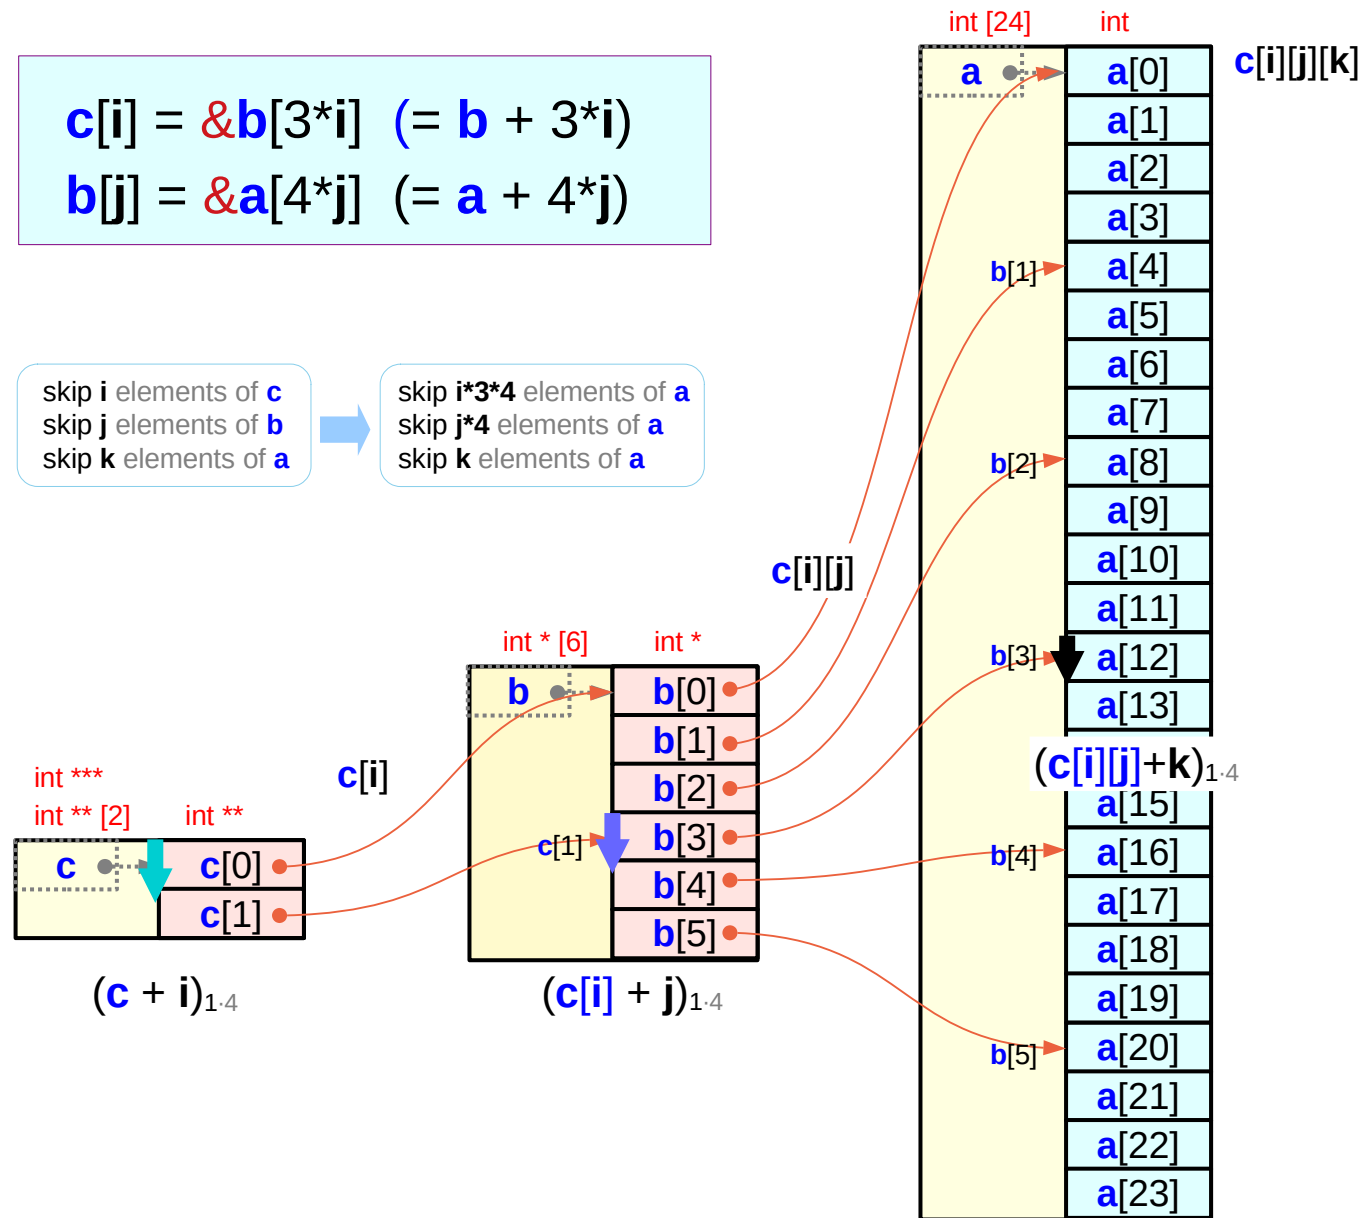 int [24]
int
c[i][j][k]
c[i] = &b[3*i] (= b + 3*i)
b[j] = &a[4*j] (= a + 4*j)
skip i elements of c
skip j elements of b
skip k elements of a
skip i*3*4 elements of a
skip j*4 elements of a
skip k elements of a
int ***
int ** [2]
int **
c
c[0]
c[1]
(c + i)1·4
c[i]
int * [6]
int *
b
b[0]
b[1]
b[2]
c[1]
b[3]
b[4]
b[5]
(c[i] + j)1·4
c[i][j]
a
a[0]
a[1]
a[2]
a[3]
b[1]
a[4]
a[5]
a[6]
a[7]
b[2]
a[8]
a[9]
a[10]
a[11]
b[3]
a[12]
a[13]
(c[i][j]+k)1·4
a[15]
b[4]
a[16]
a[17]
a[18]
a[19]
b[5]
a[20]
a[21]
a[22]
a[23]